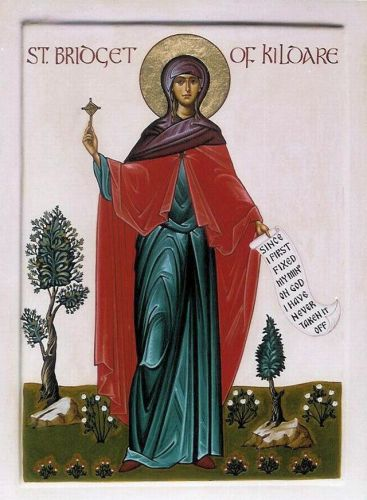 ST. BRIDGET OF KILDARE
SINCE
I FIRST
FIXED
MY MIND
ON GOD
I HAVE
NEVER
TAKEN IT
OFF